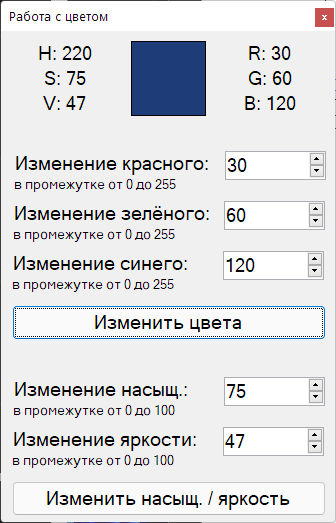 Работа с цветом
H: 220
R: 30
S: 75
G: 60
V: 47
B: 120
Изменение красного: 30
в промежутке от 0 до 255
Изменение зелёного: 60
в промежутке от 0 до 255
Изменение синего: 120
в промежутке от 0 до 255
Изменить цвета
Изменение насыщ.: 75
в промежутке от 0 до 100
Изменение яркости: 47
в промежутке от 0 до 100
Изменить насыщ. / яркость